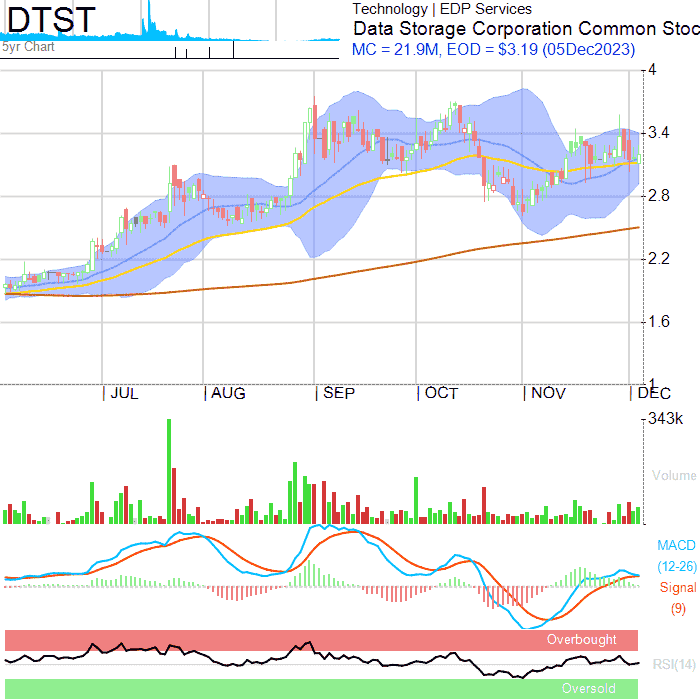 DTST
5yr Chart
Technology | EDP Services
Data Storage Corporation Common Stoc
MC = 21.9M, EOD = $3.19 (05Dec2023)
4
3.4
2.8
2.2
1.6
1
JUL AUG SEP OCT NOV DEC
343k
Volume
MACD
(12-26)
Signal
(9)
Overbought
RSI(14)
Oversold